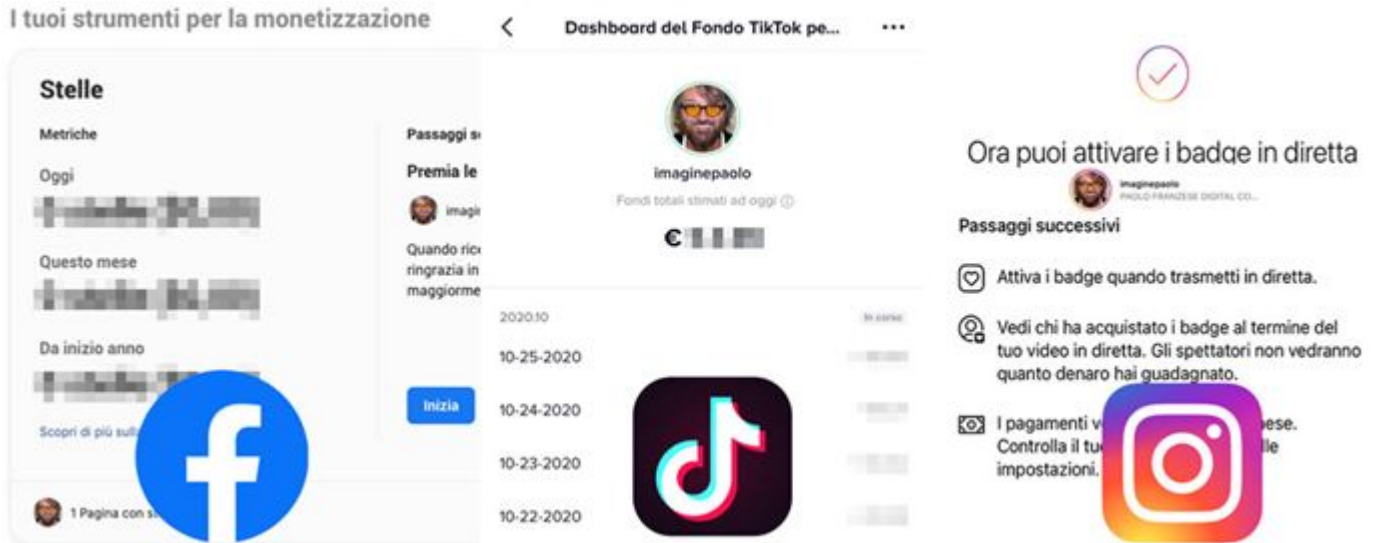 I tuoi strumenti per la monetizzazione
Stelle
Metriche
Oggi
Questo mese
Da inizio anno
Scopri di più
1 Pagina con
Passaggi
Premia le
Quando
ringrazia in
Inizia
Dashboard del Fondo TikTok pe...
imaginepaolo
Fondi totali stimati ad oggi
€
2020.10 In corso
10-25-2020
10-24-2020
10-23-2020
10-22-2020
Ora puoi attivare i badge in diretta
imaginepaolo
PAOLO FRANZESE DIGITAL CO...
Passaggi successivi
Attiva i badge quando trasmetti in diretta.
Vedi chi ha acquistato i badge al termine del
tuo video in diretta. Gli spettatori non vedranno
quanto denaro hai guadagnato.
I pagamenti
Controlla il
impostazioni.